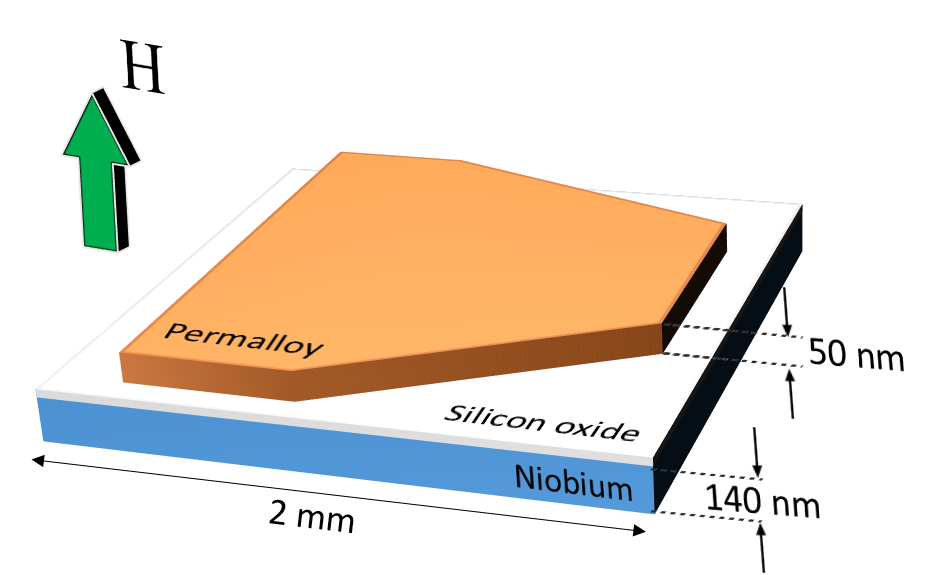 H
Permalloy
50 nm
Silicon oxide
Niobium
140 nm
2 mm